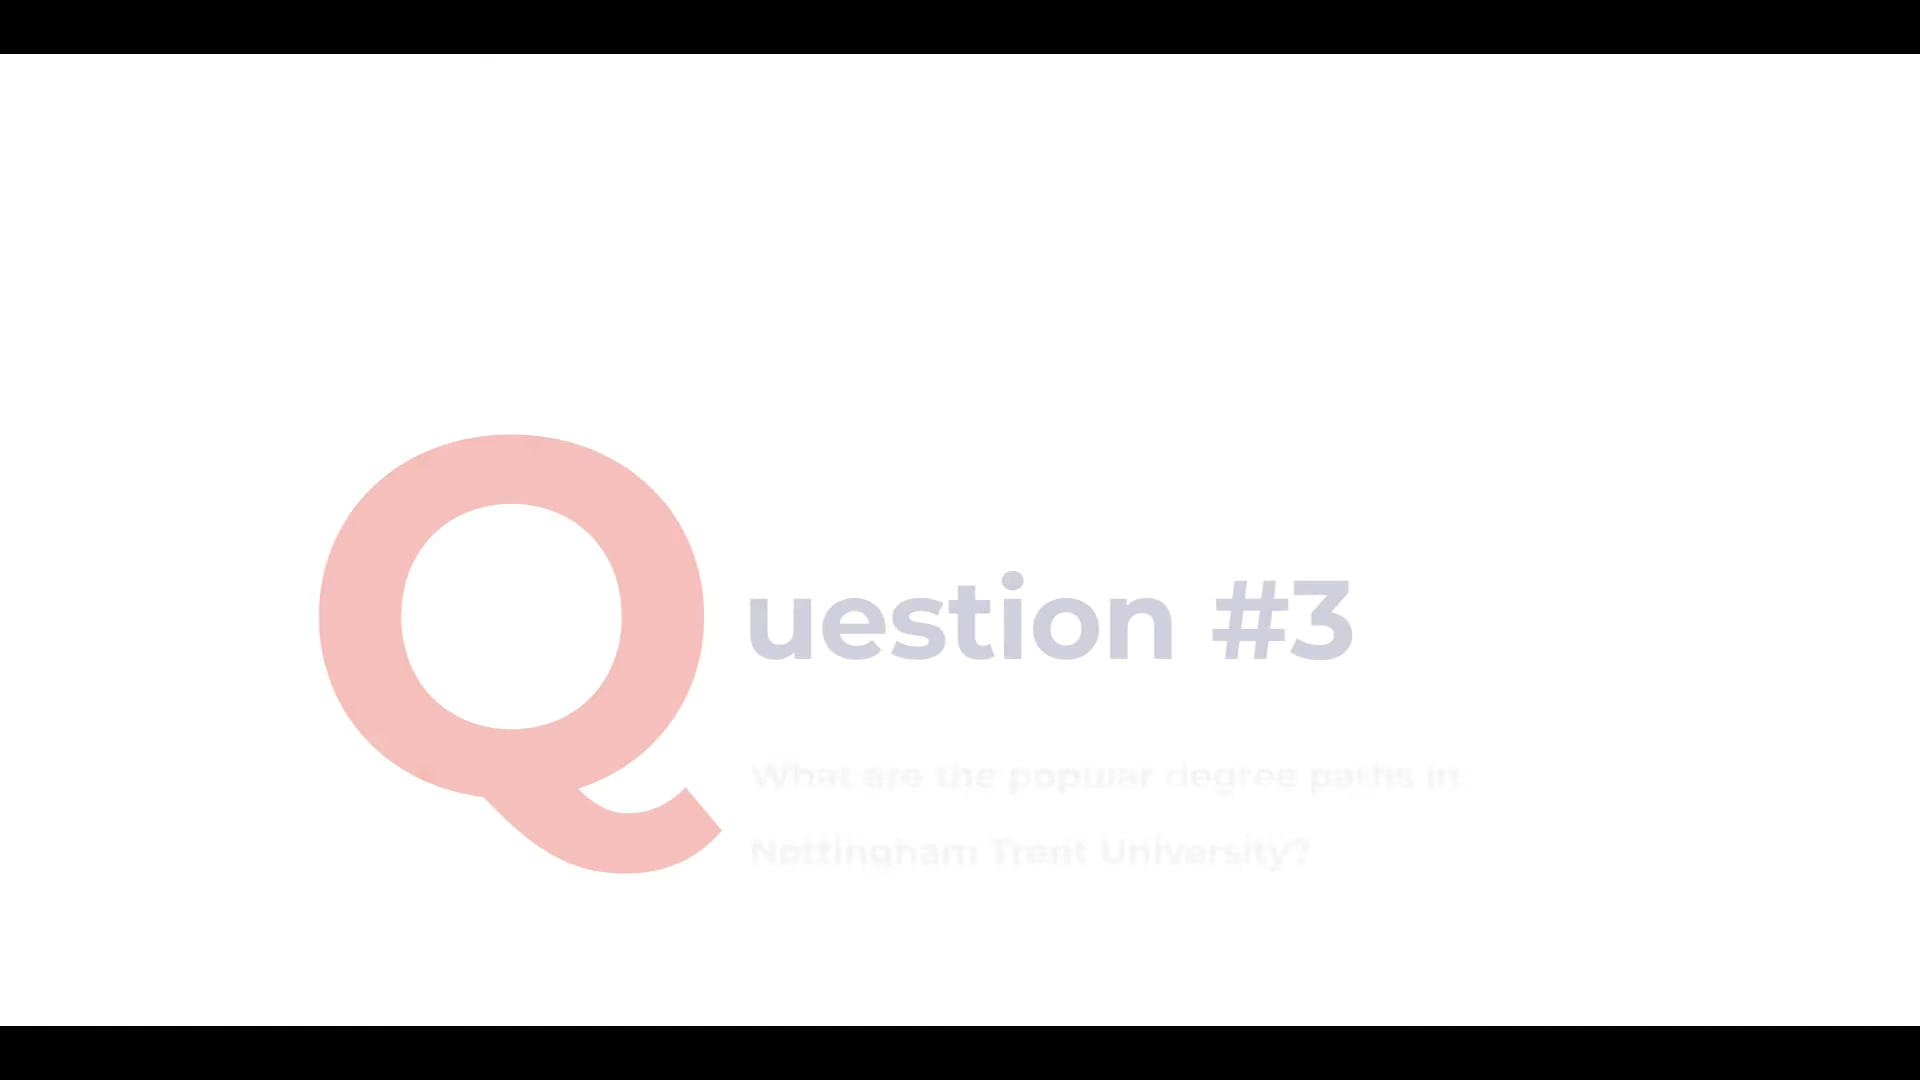 Question #3
What are the popular degree paths in
Nottingham Trent University?